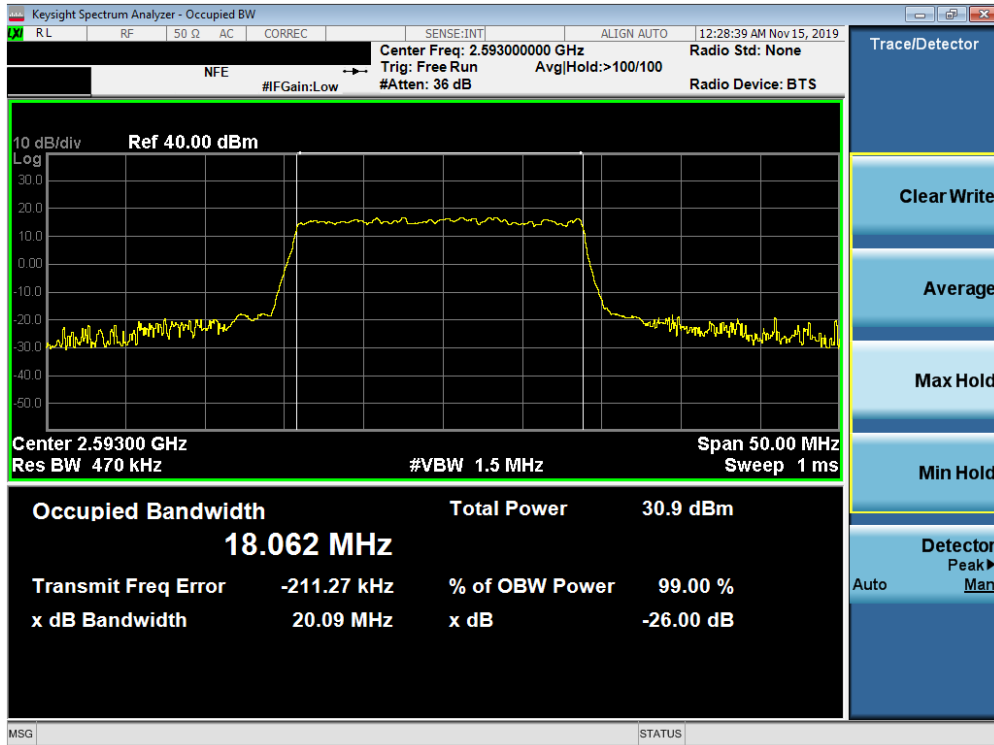 Keysight Spectrum Analyzer - Occupied BW
LXI RL RF 50 Ω AC CORREC SENSE:INT ALIGN AUTO 12:28:39 AM Nov 15, 2019
Center Freq: 2.593000000 GHz Radio Std: None
NFE Trig: Free Run Avg|Hold:>100/100
#IFGain:Low #Atten: 36 dB Radio Device: BTS
10 dB/div Ref 40.00 dBm
Log
30.0
20.0
10.0
0.00
-10.0
-20.0
-30.0
-40.0
-50.0
Center 2.59300 GHz Span 50.00 MHz
Res BW 470 kHz #VBW 1.5 MHz Sweep 1 ms
Occupied Bandwidth Total Power 30.9 dBm
18.062 MHz
Transmit Freq Error -211.27 kHz % of OBW Power 99.00 %
x dB Bandwidth 20.09 MHz x dB -26.00 dB
Trace/Detector
Clear Write
Average
Max Hold
Min Hold
Detector
Peak▶
Auto Man
MSG STATUS